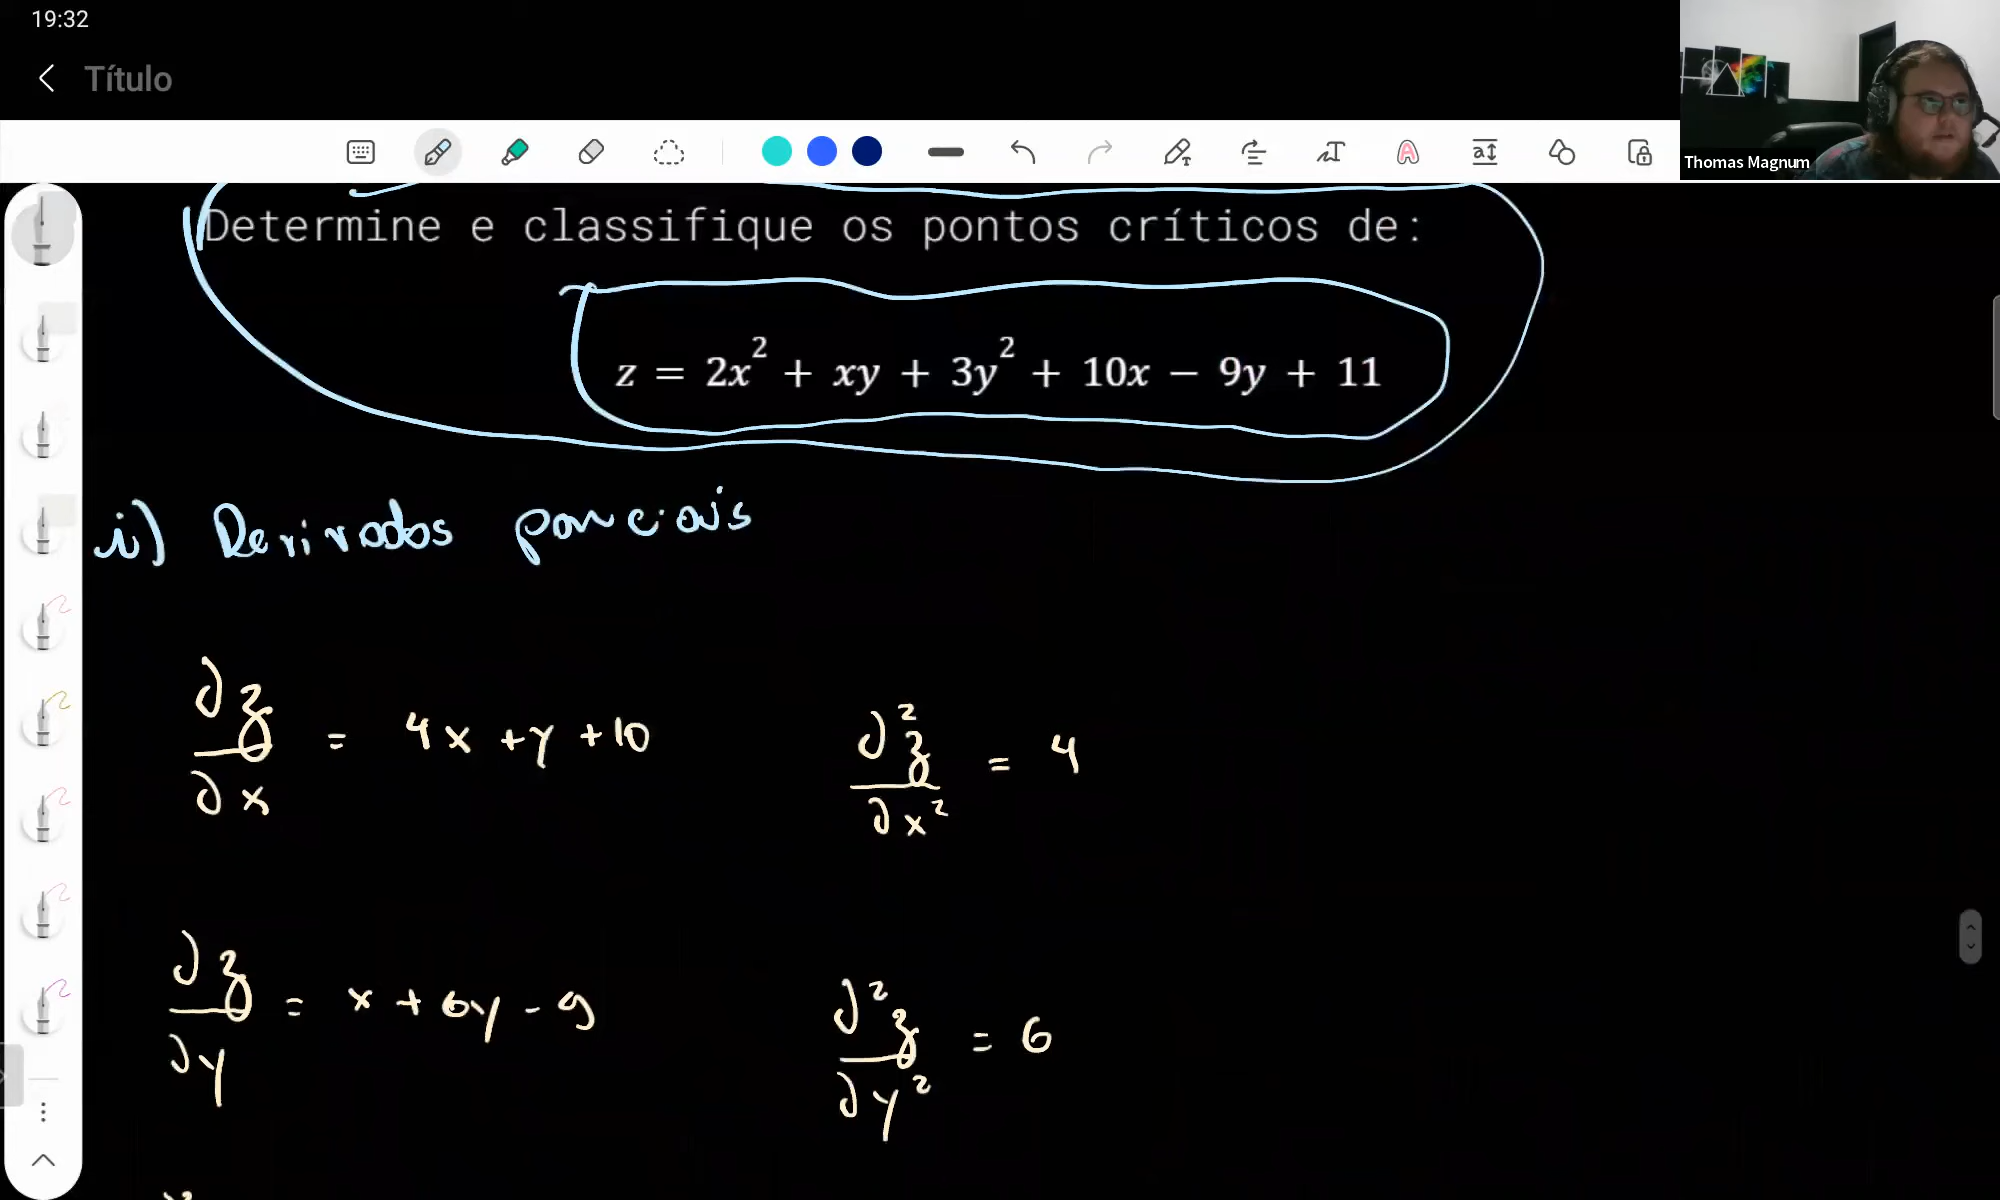 19:32
Título
Thomas Magnum
Determine e classifique os pontos críticos de:
z = 2x² + xy + 3y² + 10x − 9y + 11
i) Derivadas parciais
∂z/∂x = 4x + y + 10
∂²z/∂x² = 4
∂z/∂y = x + 6y - 9
∂²z/∂y² = 6